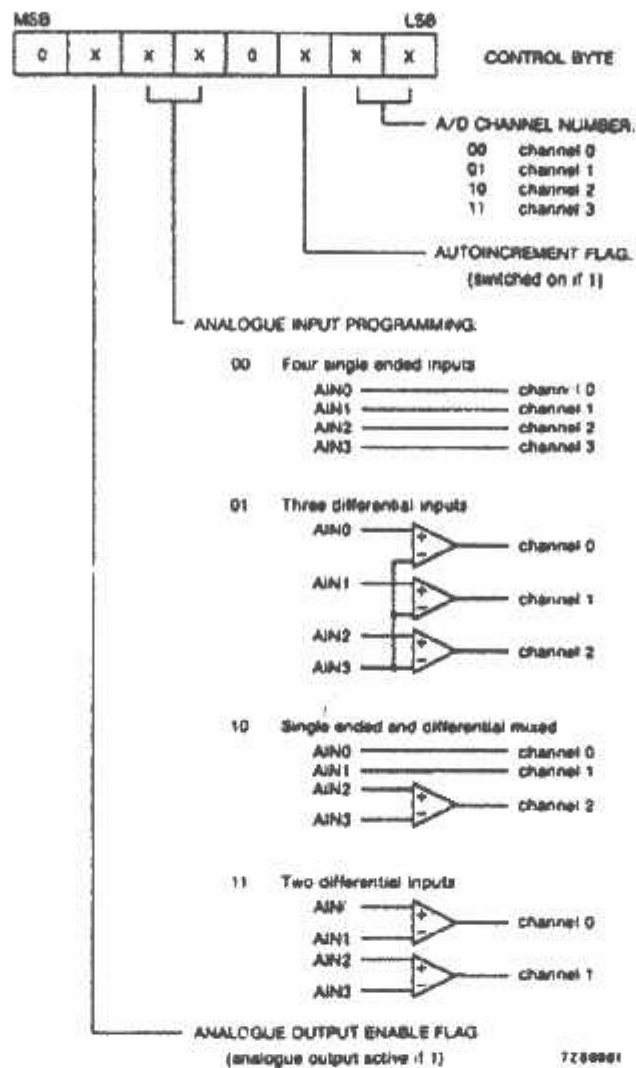 MSB LSB
0 X X X 0 X X X CONTROL BYTE
A/D CHANNEL NUMBER.
00 channel 0
01 channel 1
10 channel 2
11 channel 3
AUTOINCREMENT FLAG.
(switched on if 1)
ANALOGUE INPUT PROGRAMMING.
00 Four single ended inputs
AIN0 channel 0
AIN1 channel 1
AIN2 channel 2
AIN3 channel 3
01 Three differential inputs
AIN0 + − channel 0
AIN1 + − channel 1
AIN2 + − channel 2
AIN3
10 Single ended and differential mixed
AIN0 channel 0
AIN1 channel 1
AIN2 + − channel 2
AIN3
11 Two differential inputs
+ − channel 0
AIN1
AIN2 + − channel 1
AIN3
ANALOGUE OUTPUT ENABLE FLAG
(analogue output active if 1)